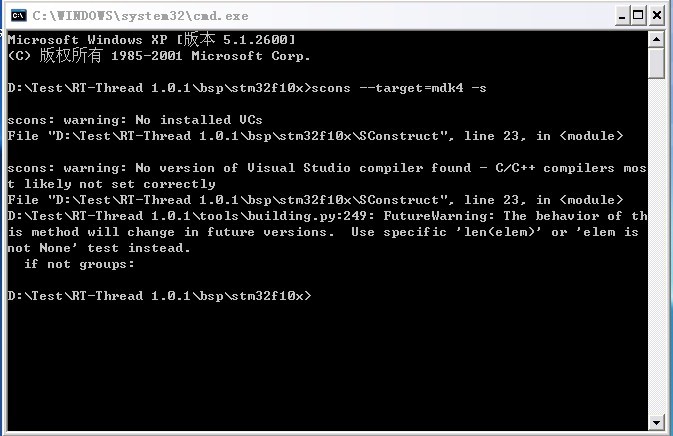 C:\WINDOWS\system32\cmd.exe
Microsoft Windows XP [版本 5.1.2600]
(C) 版权所有 1985-2001 Microsoft Corp.
D:\Test\RT-Thread 1.0.1\bsp\stm32f10x>scons --target=mdk4 -s
scons: warning: No installed VCs
File "D:\Test\RT-Thread 1.0.1\bsp\stm32f10x\SConstruct", line 23, in <module>
scons: warning: No version of Visual Studio compiler found - C/C++ compilers mos
t likely not set correctly
File "D:\Test\RT-Thread 1.0.1\bsp\stm32f10x\SConstruct", line 23, in <module>
D:\Test\RT-Thread 1.0.1\tools\building.py:249: FutureWarning: The behavior of th
is method will change in future versions.  Use specific 'len(elem)' or 'elem is
not None' test instead.
  if not groups:
D:\Test\RT-Thread 1.0.1\bsp\stm32f10x>